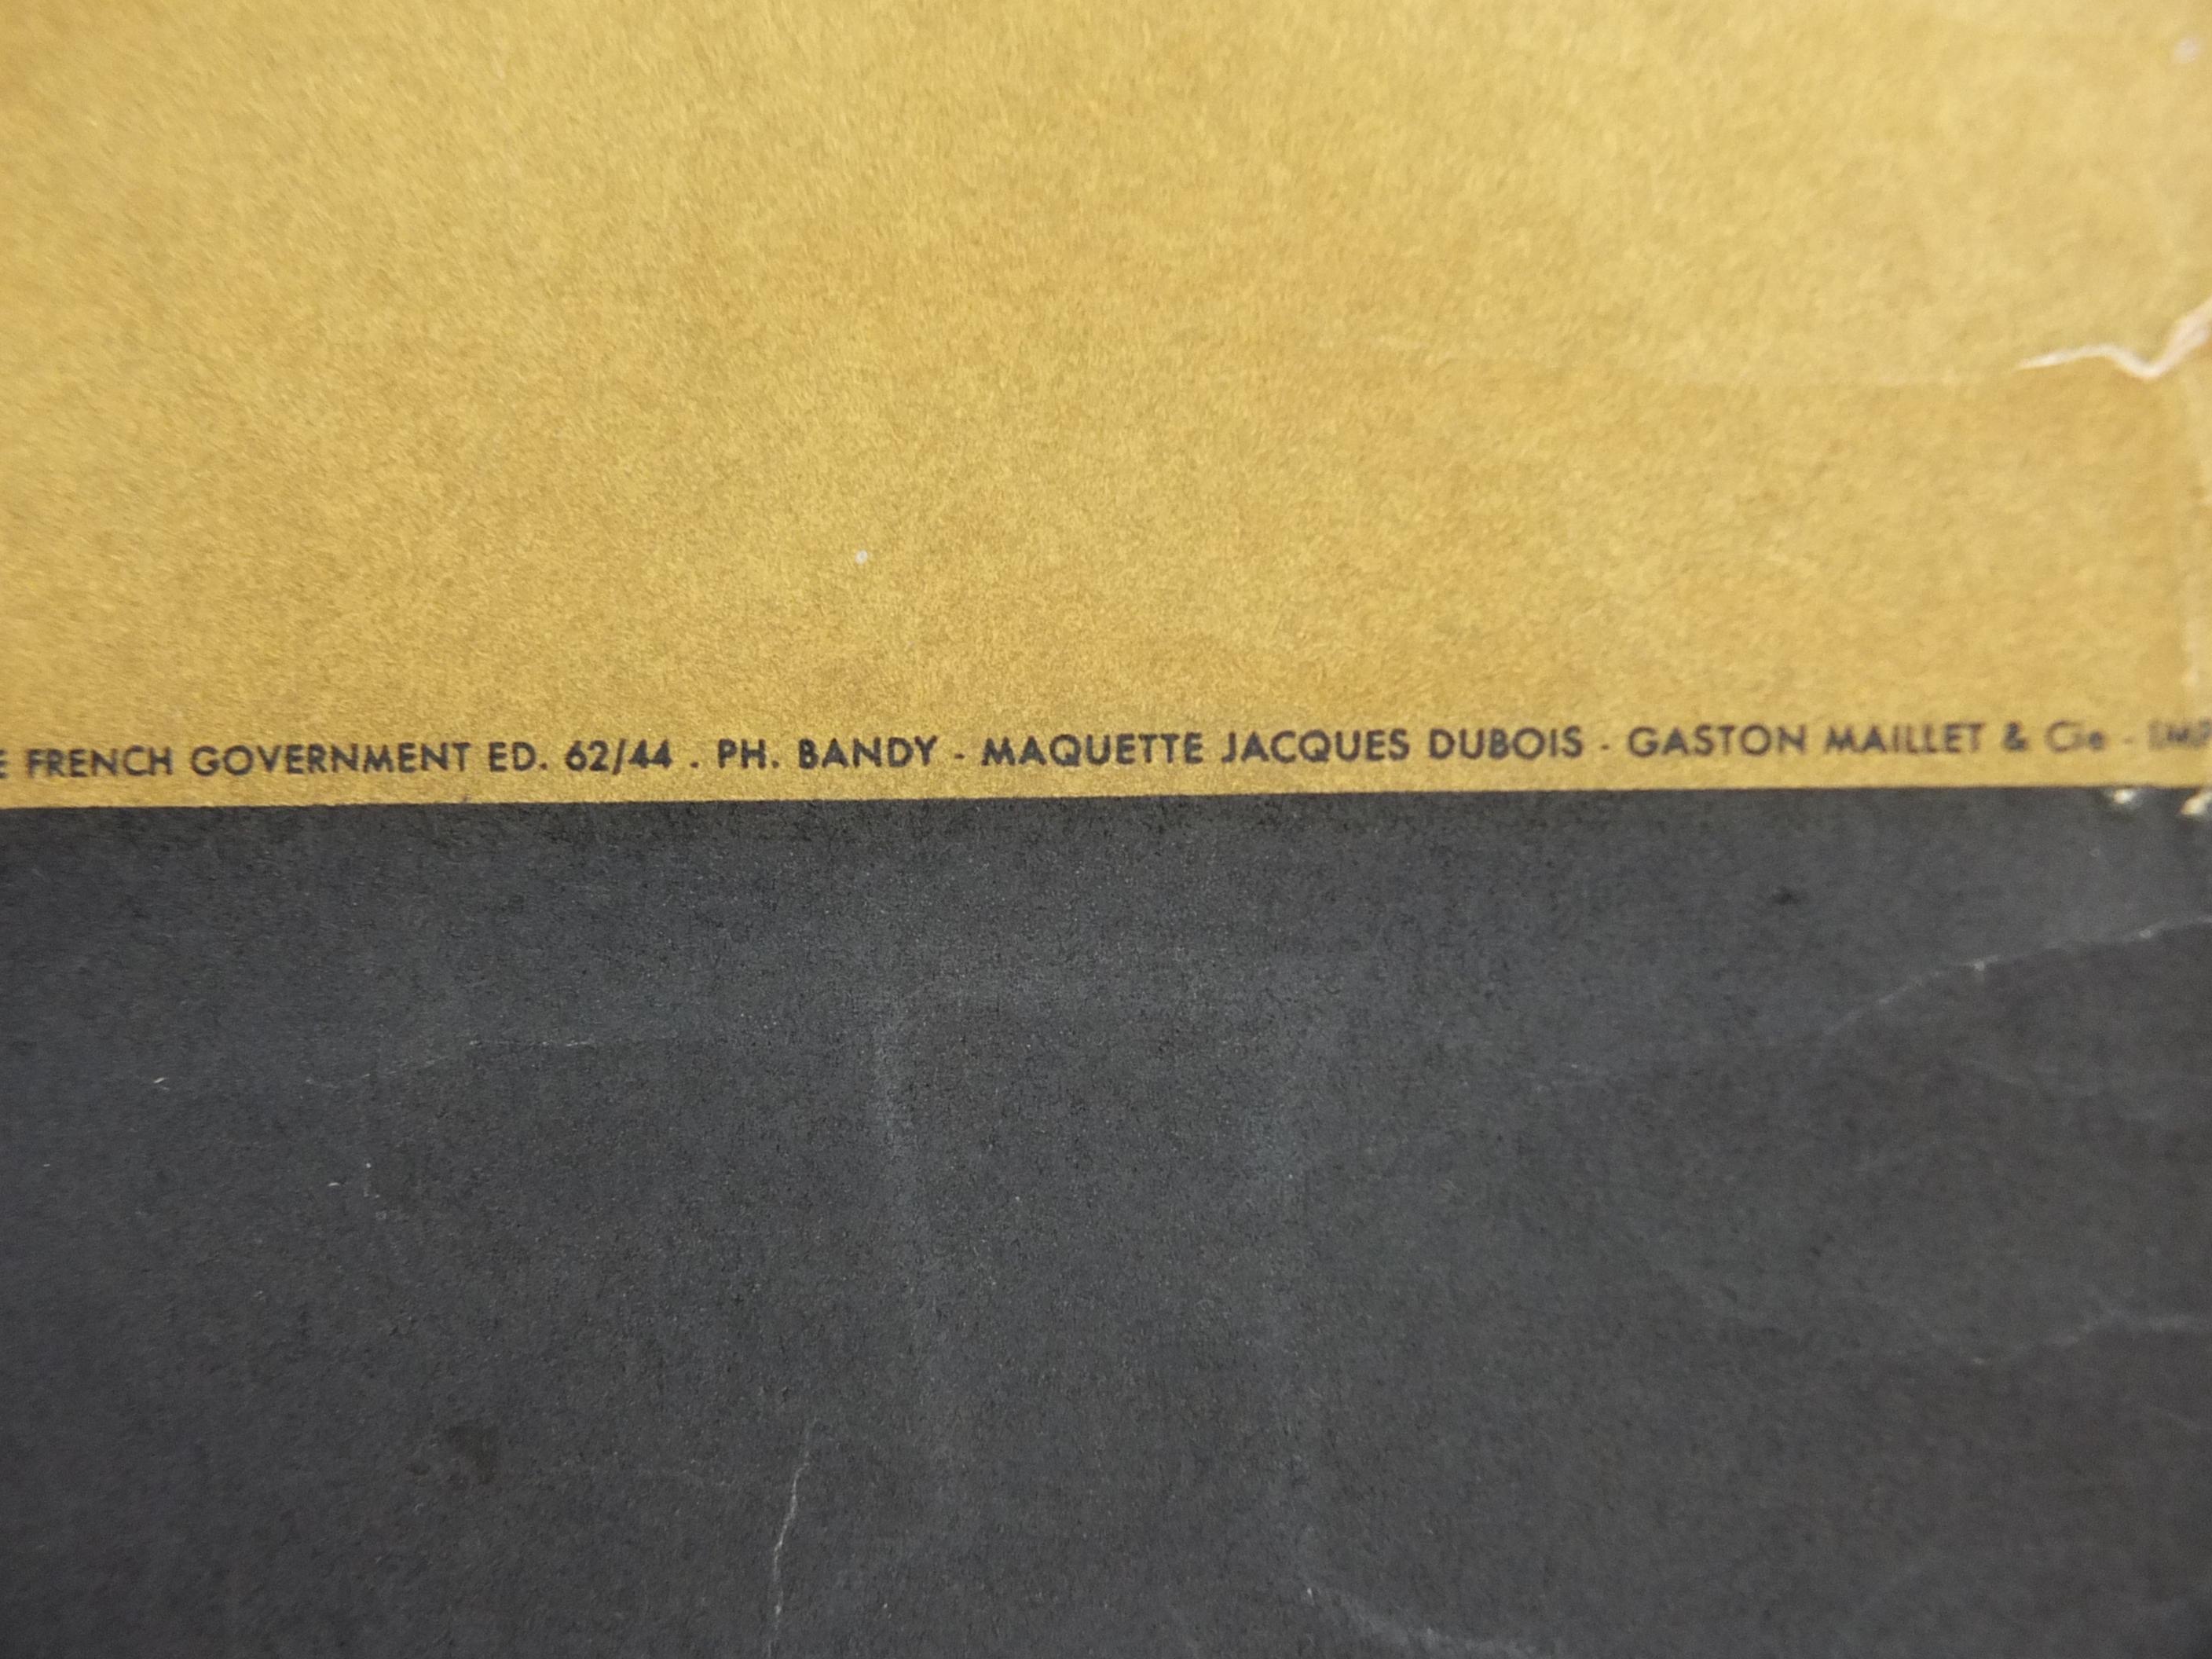 FRENCH GOVERNMENT ED. 62/44 . PH. BANDY - MAQUETTE JACQUES DUBOIS - GASTON MAILLET & Cie -